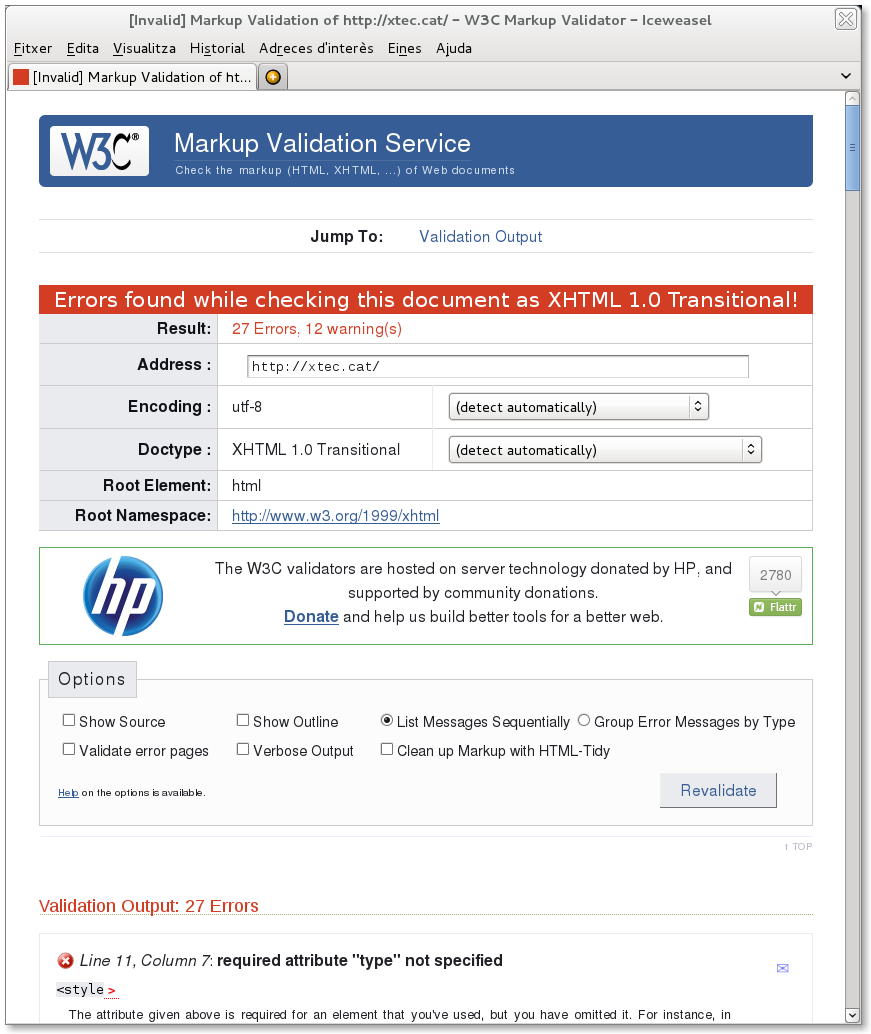 [Invalid] Markup Validation of http://xtec.cat/ – W3C Markup Validator – Iceweasel
Fitxer Edita Visualitza Historial Adreces d'interès Eines Ajuda
[Invalid] Markup Validation of ht...
W3C®
Markup Validation Service
Check the markup (HTML, XHTML, ...) of Web documents
Jump To: Validation Output
Errors found while checking this document as XHTML 1.0 Transitional!
Result: 27 Errors, 12 warning(s)
Address : http://xtec.cat/
Encoding : utf-8 (detect automatically)
Doctype : XHTML 1.0 Transitional (detect automatically)
Root Element: html
Root Namespace: http://www.w3.org/1999/xhtml
hp
The W3C validators are hosted on server technology donated by HP, and
supported by community donations.
Donate and help us build better tools for a better web.
2780
Flattr
Options
Show Source Show Outline List Messages Sequentially Group Error Messages by Type
Validate error pages Verbose Output Clean up Markup with HTML-Tidy
Help on the options is available.
Revalidate
↑ TOP
Validation Output: 27 Errors
Line 11, Column 7: required attribute "type" not specified
<style>
The attribute given above is required for an element that you've used, but you have omitted it. For instance, in